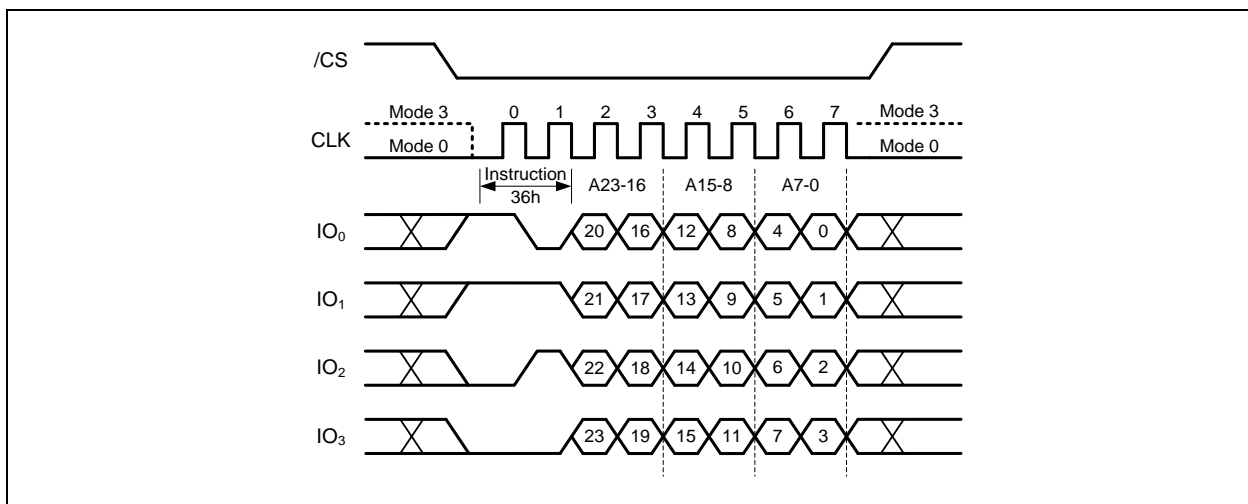 /CS
Mode 3 0 1 2 3 4 5 6 7 Mode 3
CLK
Mode 0 Mode 0
Instruction A23-16 A15-8 A7-0
36h
IO₀ 20 16 12 8 4 0
IO₁ 21 17 13 9 5 1
IO₂ 22 18 14 10 6 2
IO₃ 23 19 15 11 7 3